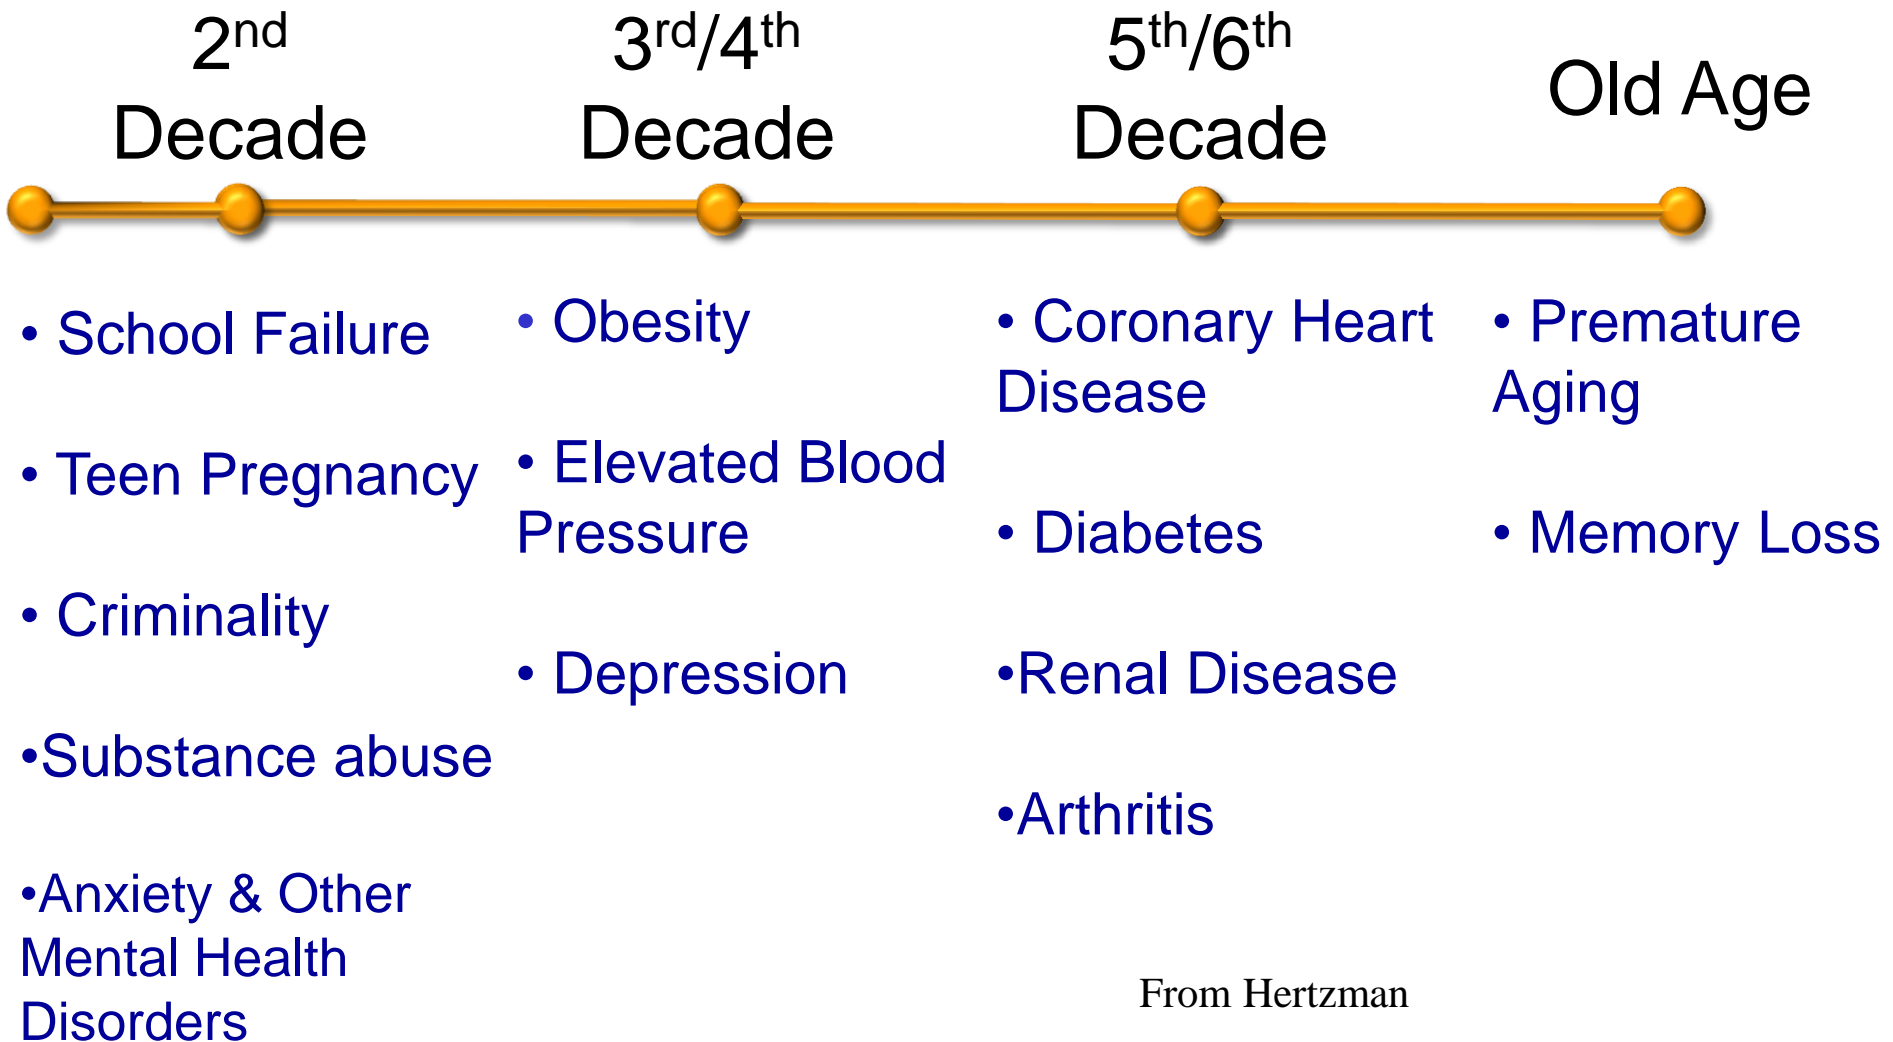 2nd
Decade
3rd/4th
Decade
5th/6th
Decade
Old Age
• School Failure
• Teen Pregnancy
• Criminality
•Substance abuse
•Anxiety & Other
Mental Health
Disorders
• Obesity
• Elevated Blood
Pressure
• Depression
• Coronary Heart
Disease
• Diabetes
•Renal Disease
•Arthritis
• Premature
Aging
• Memory Loss
From Hertzman